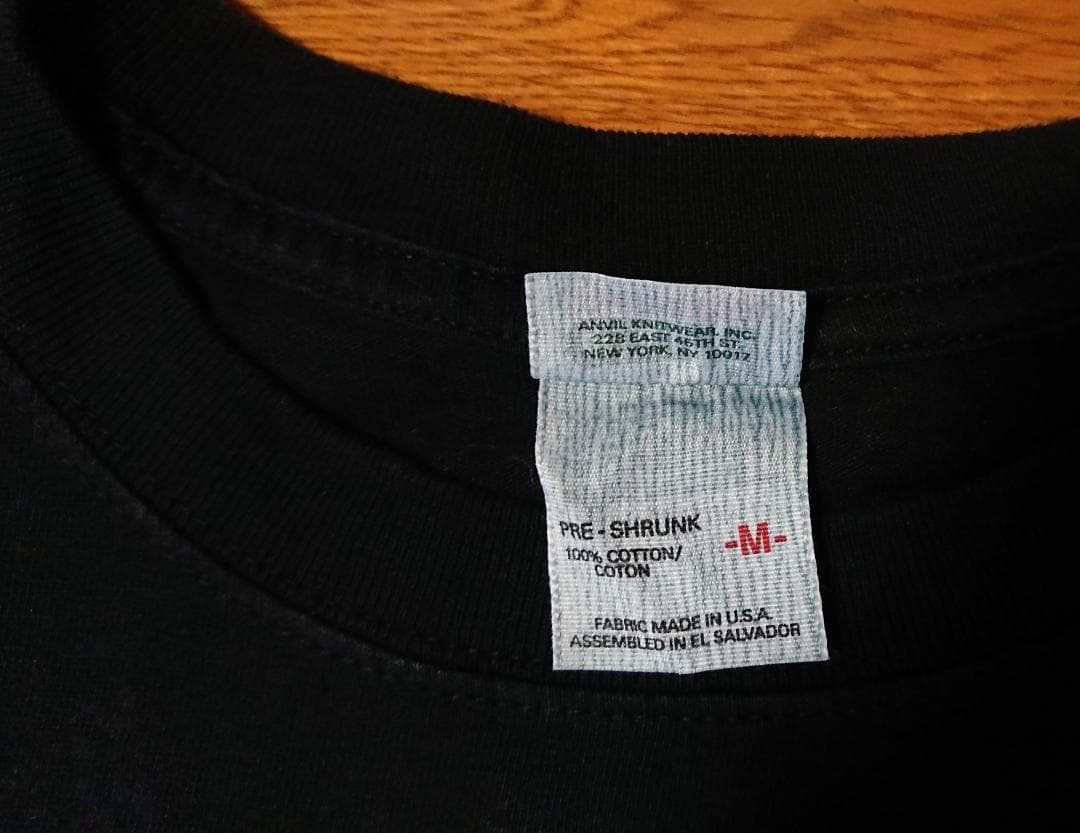 ANVIL KNITWEAR, INC.
228 EAST 45TH ST.
NEW YORK, NY 10017
PRE - SHRUNK
-M-
100% COTTON/
COTON
FABRIC MADE IN U.S.A.
ASSEMBLED IN EL SALVADOR